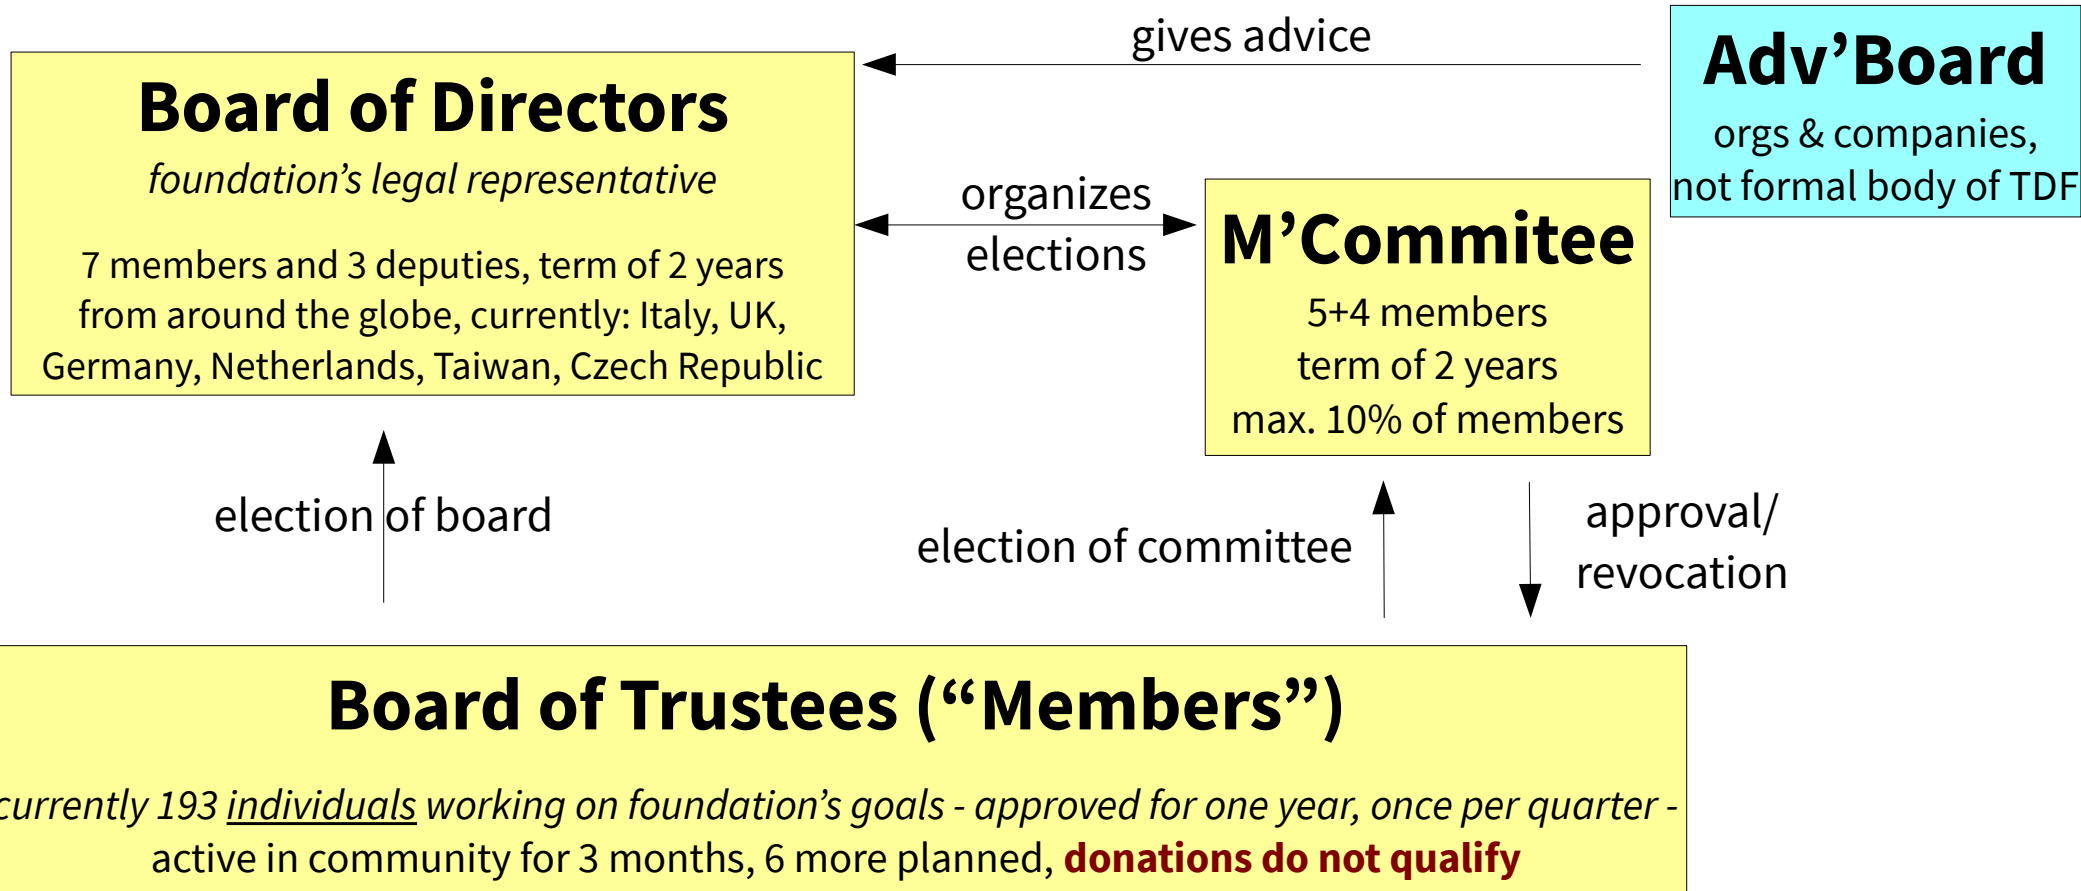 gives advice
Adv’Board
orgs & companies,
not formal body of TDF
Board of Directors
foundation’s legal representative
7 members and 3 deputies, term of 2 years
from around the globe, currently: Italy, UK,
Germany, Netherlands, Taiwan, Czech Republic
organizes
elections
M’Commitee
5+4 members
term of 2 years
max. 10% of members
election of board
election of committee
approval/
revocation
Board of Trustees (“Members”)
currently 193 individuals working on foundation’s goals - approved for one year, once per quarter -
active in community for 3 months, 6 more planned, donations do not qualify